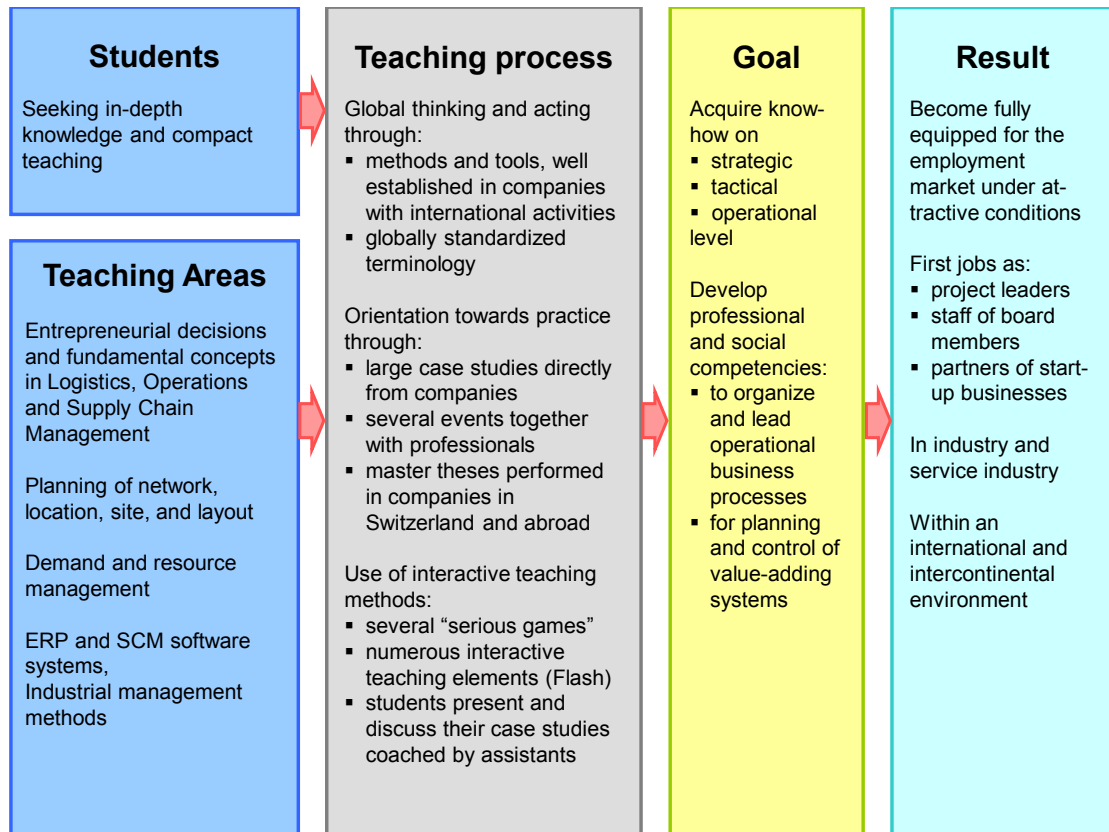 Students
Seeking in-depth
knowledge and compact
teaching
Teaching Areas
Entrepreneurial decisions
and fundamental concepts
in Logistics, Operations
and Supply Chain
Management
Planning of network,
location, site, and layout
Demand and resource
management
ERP and SCM software
systems,
Industrial management
methods
Teaching process
Global thinking and acting
through:
▪ methods and tools, well
established in companies
with international activities
▪ globally standardized
terminology
Orientation towards practice
through:
▪ large case studies directly
from companies
▪ several events together
with professionals
▪ master theses performed
in companies in
Switzerland and abroad
Use of interactive teaching
methods:
▪ several “serious games”
▪ numerous interactive
teaching elements (Flash)
▪ students present and
discuss their case studies
coached by assistants
Goal
Acquire know-
how on
▪ strategic
▪ tactical
▪ operational
level
Develop
professional
and social
competencies:
▪ to organize
and lead
operational
business
processes
▪ for planning
and control of
value-adding
systems
Result
Become fully
equipped for the
employment
market under at-
tractive conditions
First jobs as:
▪ project leaders
▪ staff of board
members
▪ partners of start-
up businesses
In industry and
service industry
Within an
international and
intercontinental
environment